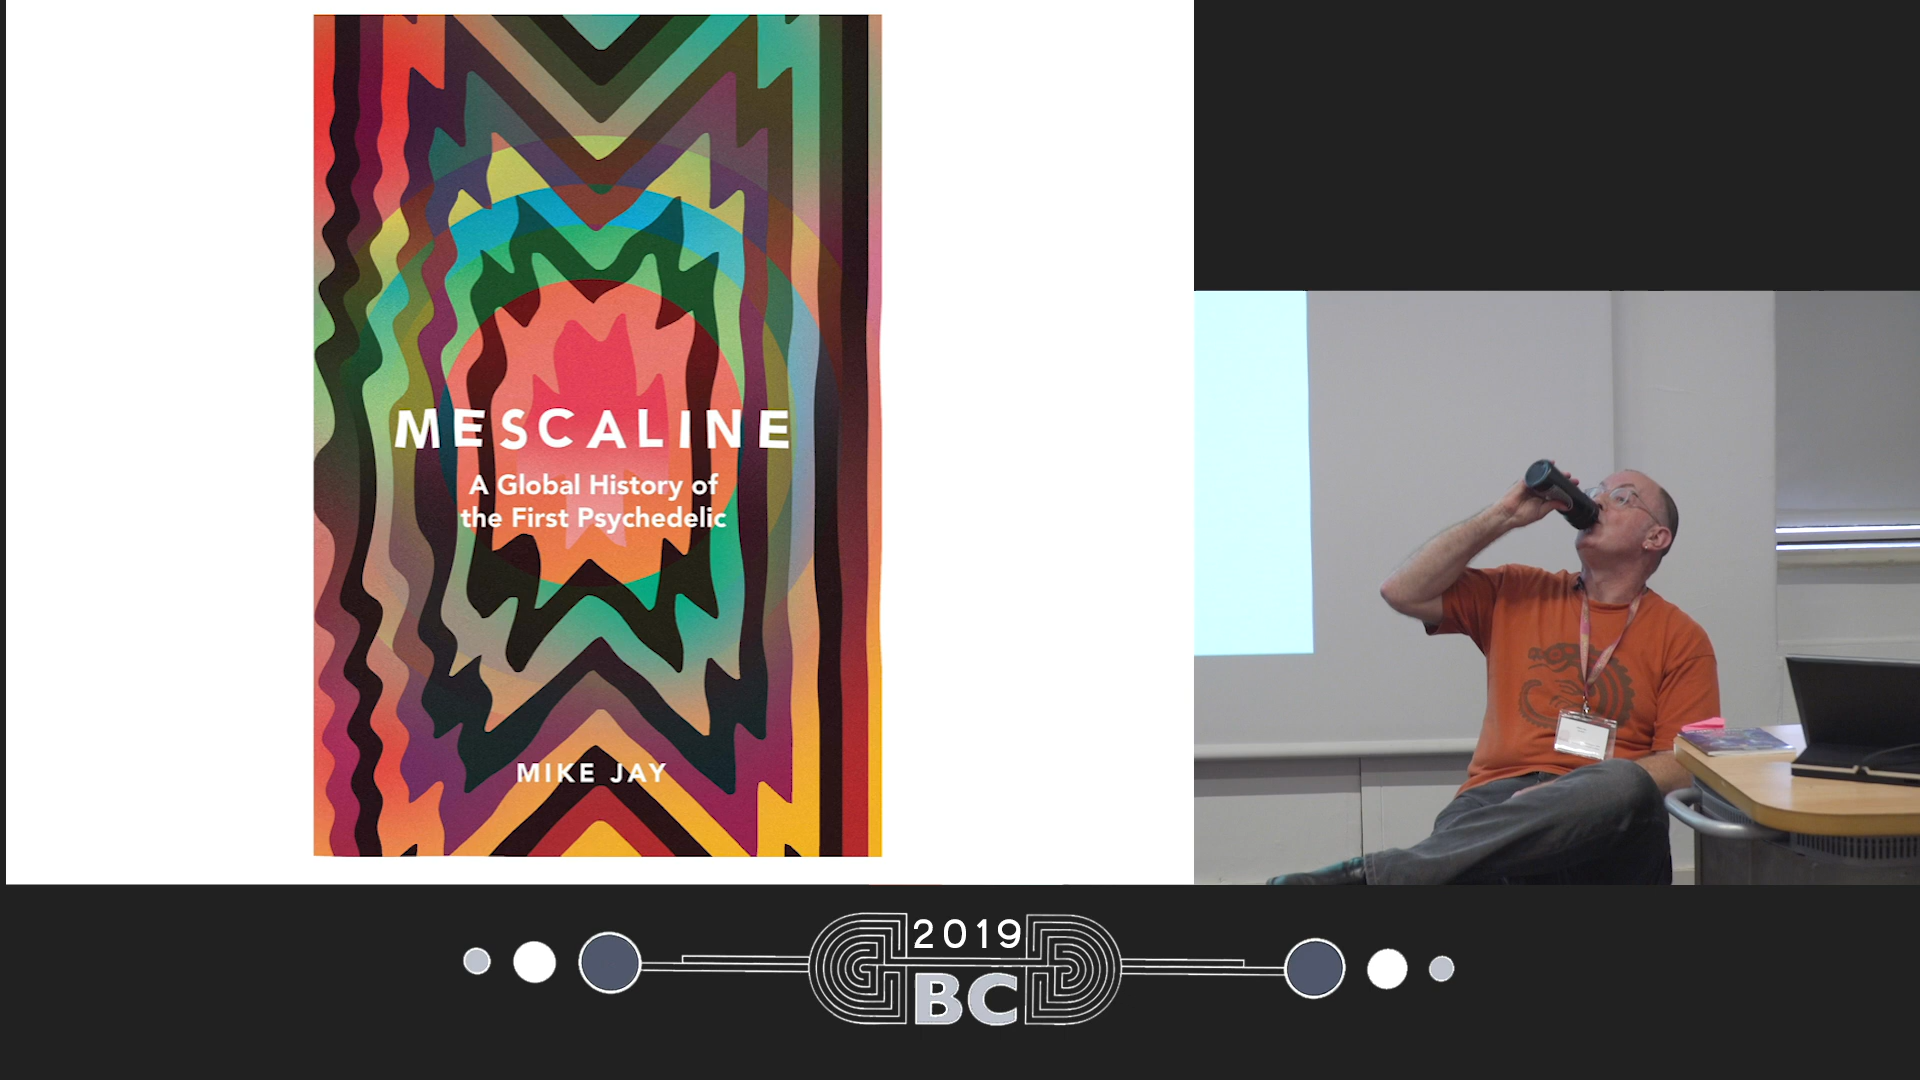 MESCALINE
A Global History of
the First Psychedelic
MIKE JAY
2019
BC